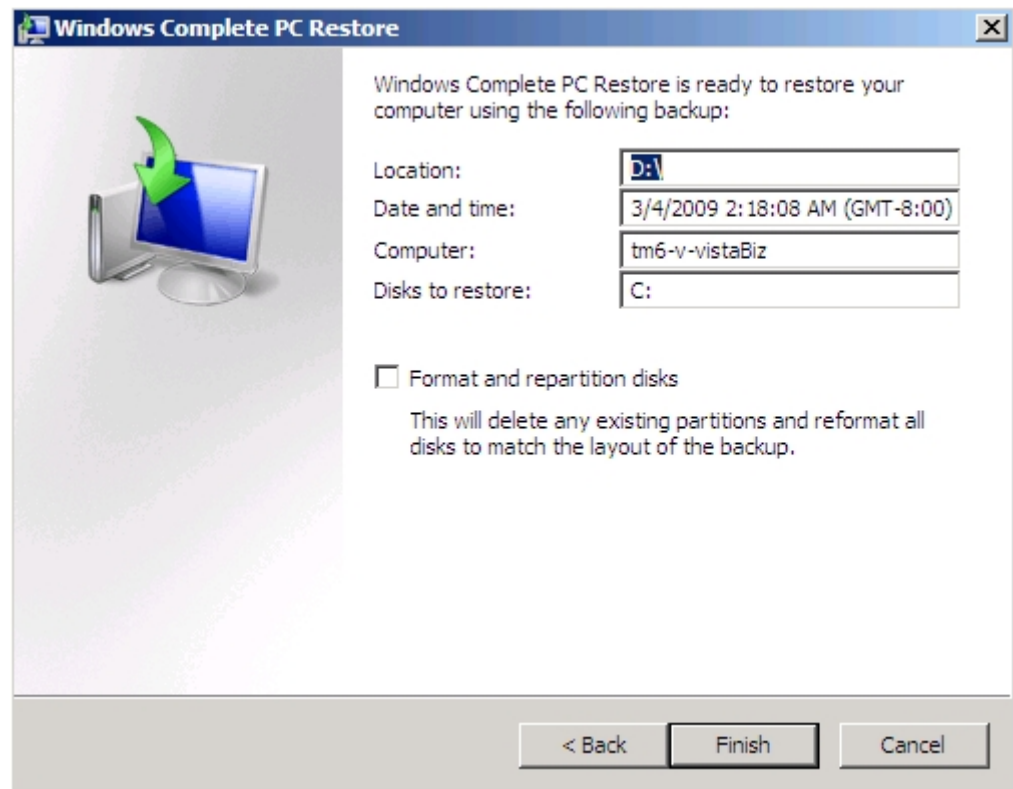 Windows Complete PC Restore
Windows Complete PC Restore is ready to restore your
computer using the following backup:
Location: D:\
Date and time: 3/4/2009 2:18:08 AM (GMT-8:00)
Computer: tm6-v-vistaBiz
Disks to restore: C:
Format and repartition disks
This will delete any existing partitions and reformat all
disks to match the layout of the backup.
< Back Finish Cancel